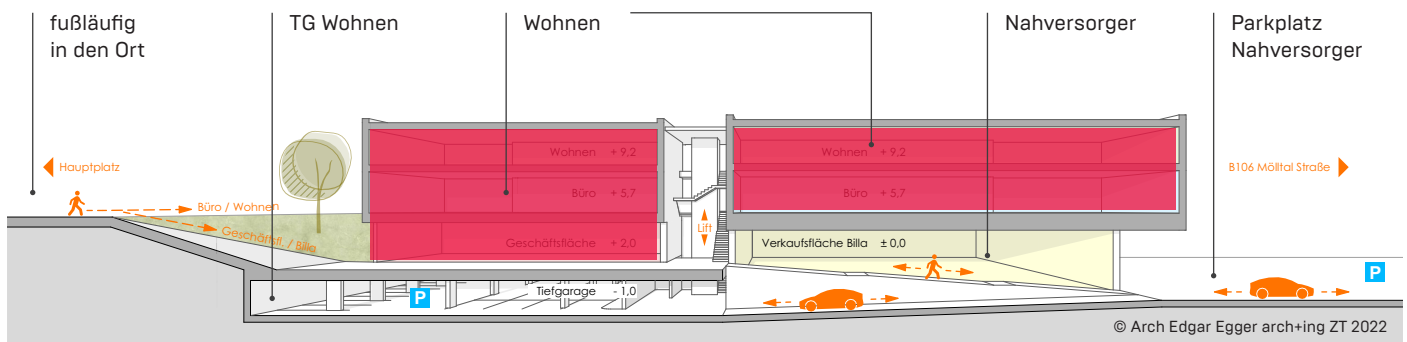 fußläufig
in den Ort
TG Wohnen
Wohnen
Nahversorger
Parkplatz
Nahversorger
Hauptplatz
Büro / Wohnen
Geschäftsfl. / Billa
Wohnen + 9,2
Büro + 5,7
Geschäftsfläche + 2,0
Tiefgarage - 1,0
P
Lift
Wohnen + 9,2
Büro + 5,7
Verkaufsfläche Billa ± 0,0
B106 Mölltal Straße
P
© Arch Edgar Egger arch+ing ZT 2022